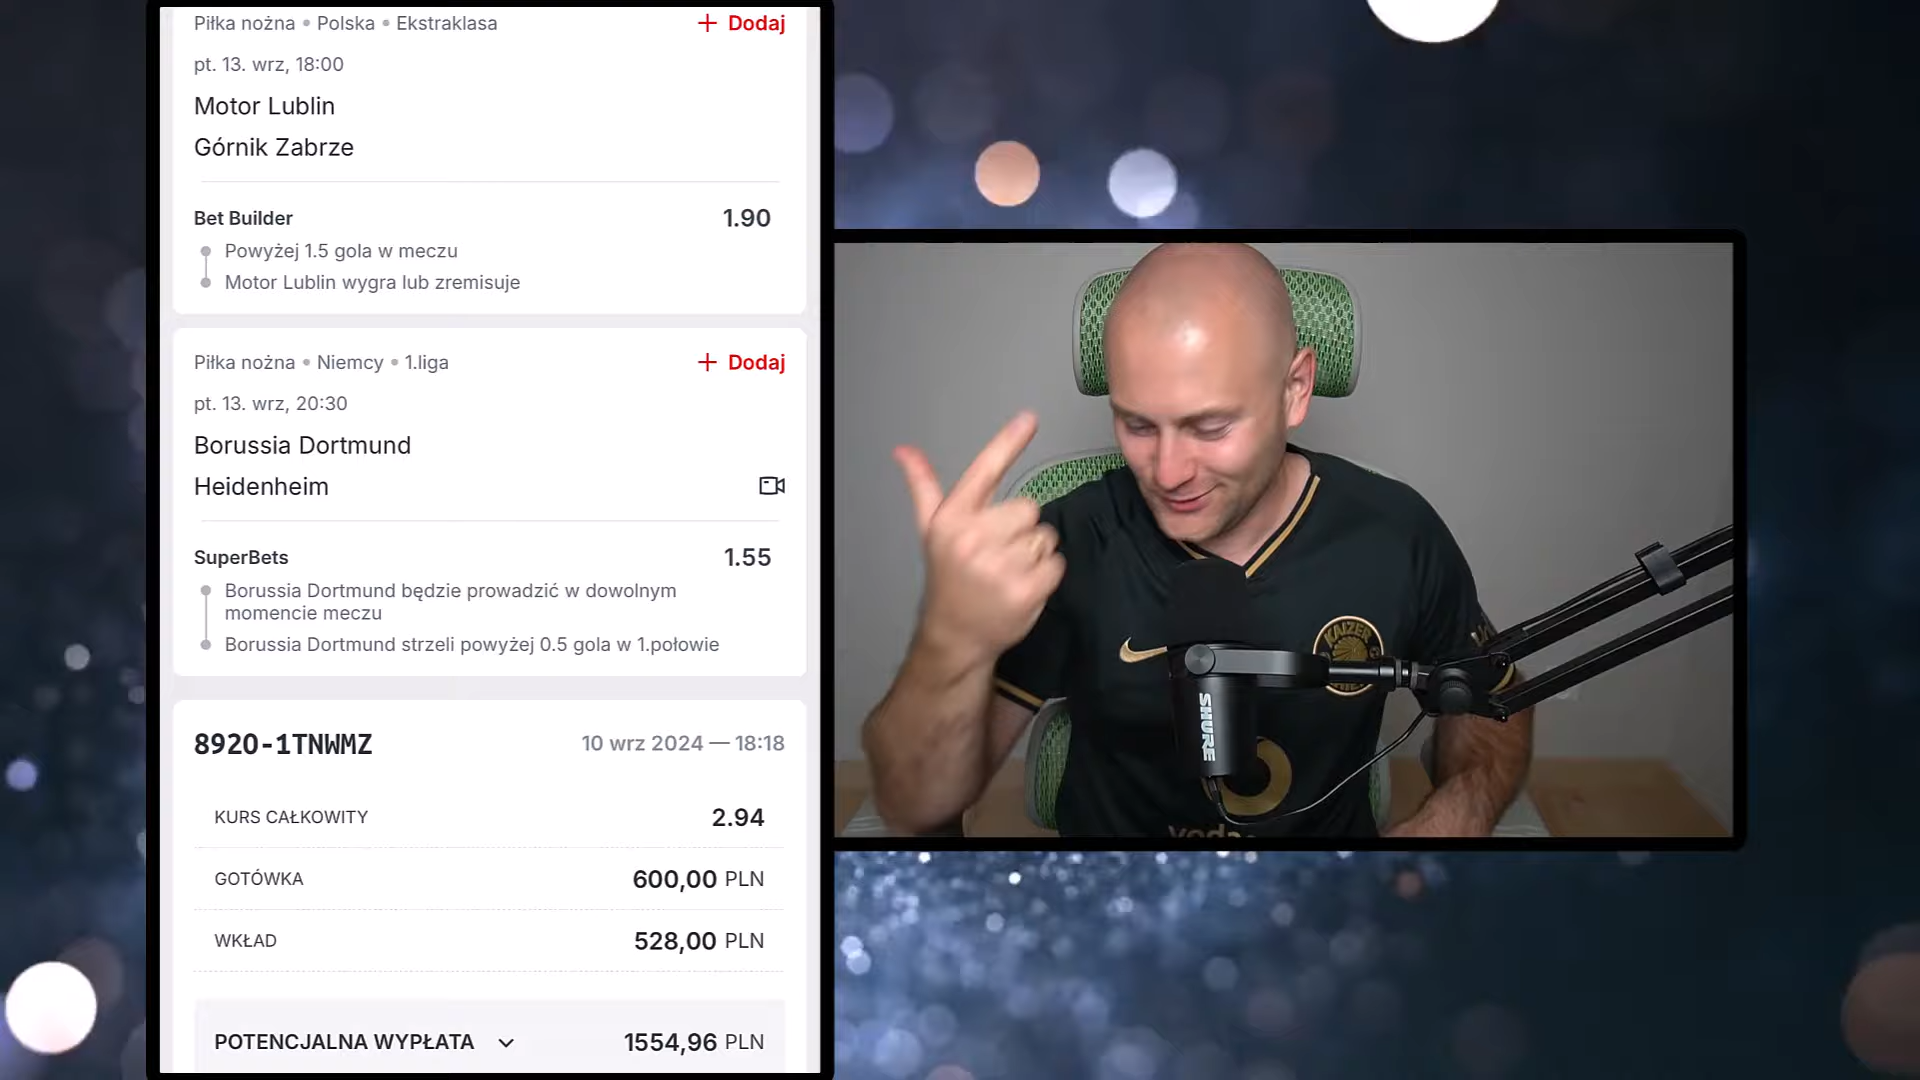 Piłka nożna • Polska • Ekstraklasa
+ Dodaj
pt. 13. wrz, 18:00
Motor Lublin
Górnik Zabrze
Bet Builder 1.90
Powyżej 1.5 gola w meczu
Motor Lublin wygra lub zremisuje
Piłka nożna • Niemcy • 1.liga
+ Dodaj
pt. 13. wrz, 20:30
Borussia Dortmund
Heidenheim
SuperBets 1.55
Borussia Dortmund będzie prowadzić w dowolnym
momencie meczu
Borussia Dortmund strzeli powyżej 0.5 gola w 1.połowie
8920-1TNWMZ 10 wrz 2024 — 18:18
KURS CAŁKOWITY 2.94
GOTÓWKA 600,00 PLN
WKŁAD 528,00 PLN
POTENCJALNA WYPŁATA 1554,96 PLN
KAIZER
SHURE